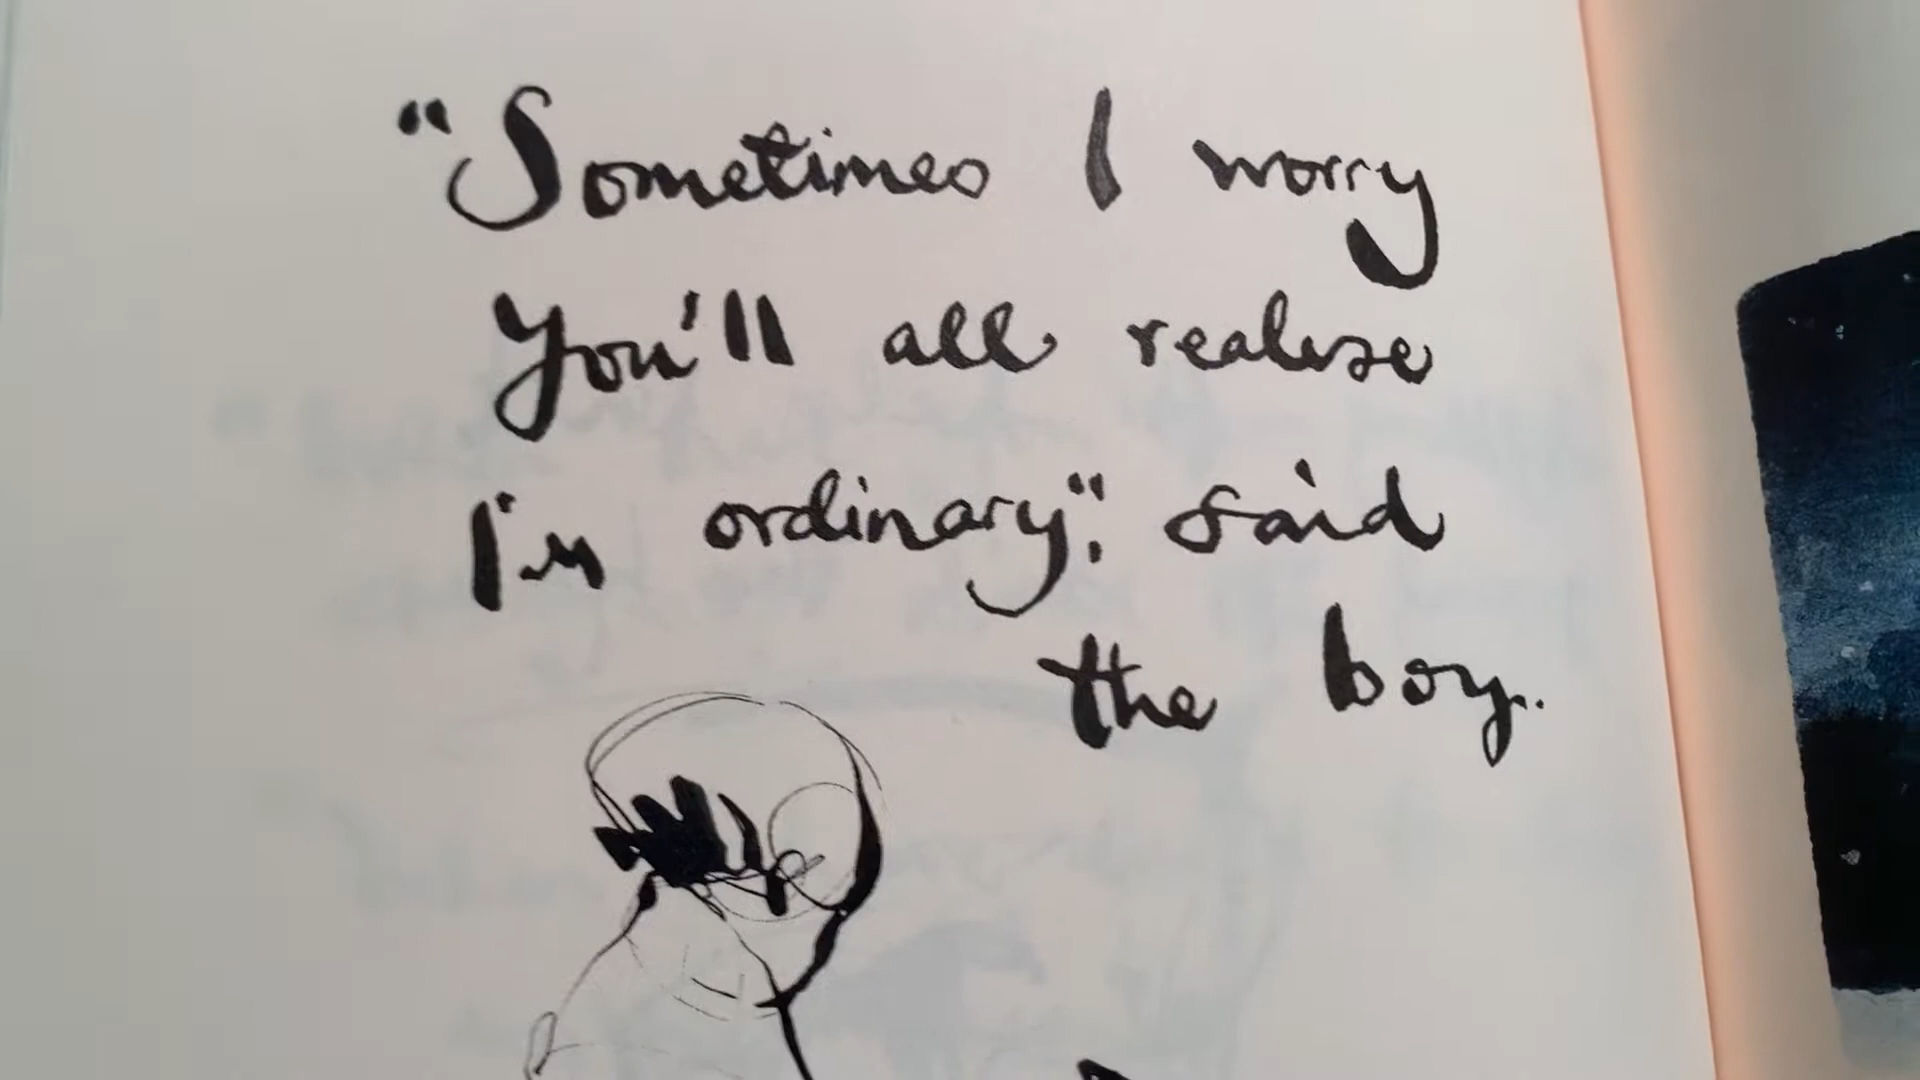 “Sometimes I worry
you'll all realise
I'm ordinary”, said
the boy.